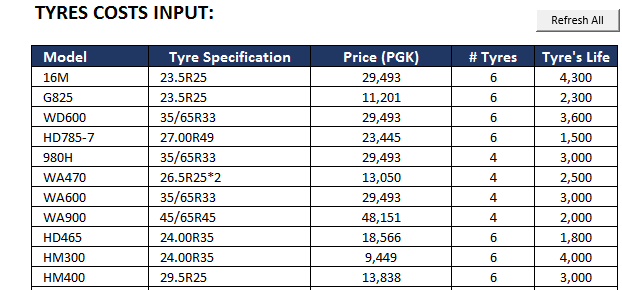 TYRES COSTS INPUT:
Refresh All
Model Tyre Specification Price (PGK) # Tyres Tyre's Life
16M 23.5R25 29,493 6 4,300
G825 23.5R25 11,201 6 2,300
WD600 35/65R33 29,493 6 3,600
HD785-7 27.00R49 23,445 6 1,500
980H 35/65R33 29,493 4 3,000
WA470 26.5R25*2 13,050 4 2,500
WA600 35/65R33 29,493 4 3,000
WA900 45/65R45 48,151 4 2,000
HD465 24.00R35 18,566 6 1,800
HM300 24.00R35 9,449 6 4,000
HM400 29.5R25 13,838 6 3,000